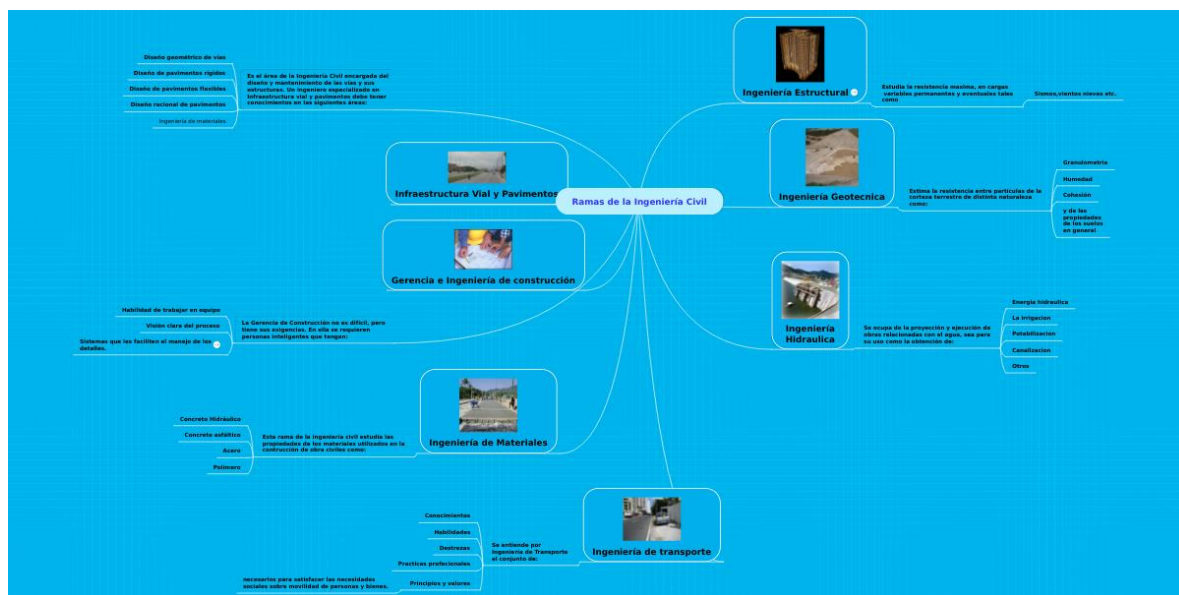 Ramas de la Ingeniería Civil
Ingeniería Estructural
Estudia la resistencia maxima, en cargas
variables permanentes y eventuales tales
como
Sismos,vientos nieves etc.
Ingeniería Geotecnica
Estima la resistencia entre particulas de la
corteza terrestre de distinta naturaleza
como:
Granulometria
Humedad
Cohesión
y de las
propiedades
de los suelos
en general
Ingeniería
Hidraulica
Se ocupa de la proyección y ejecución de
obras relacionadas con el agua, sea para
su uso como la obtención de:
Energia hidraulica
La Irrigacion
Potabilizacion
Canalizacion
Otros
Ingeniería de transporte
Se entiende por
Ingenieria de Transporte
al conjunto de:
Conocimientos
Habilidades
Destrezas
Practicas profecionales
Principios y valores
necesarios para satisfacer las necesidades
sociales sobre movilidad de personas y bienes.
Ingeniería de Materiales
Esta rama de la ingenieria civil estudia las
propiedades de los materiales utilizados en la
contrucción de obra civiles como:
Concreto Hidráulico
Concreto asfáltico
Acero
Polimero
Gerencia e Ingeniería de construcción
La Gerencia de Construcción no es difícil, pero
tiene sus exigencias. En ella se requieren
personas inteligentes que tengan:
Habilidad de trabajar en equipo
Visión clara del proceso
Sistemas que les faciliten el manejo de los
detalles.
Infraestructura Vial y Pavimentos
Es el área de la Ingeniería Civil encargada del
diseño y mantenimiento de las vías y sus
estructuras. Un ingeniero especializado en
infraestructura vial y pavimentos debe tener
conocimientos en las siguientes áreas:
Diseño geométrico de vías
Diseño de pavimentos rígidos
Diseño de pavimentos flexibles
Diseño racional de pavimentos
Ingeniería de materiales